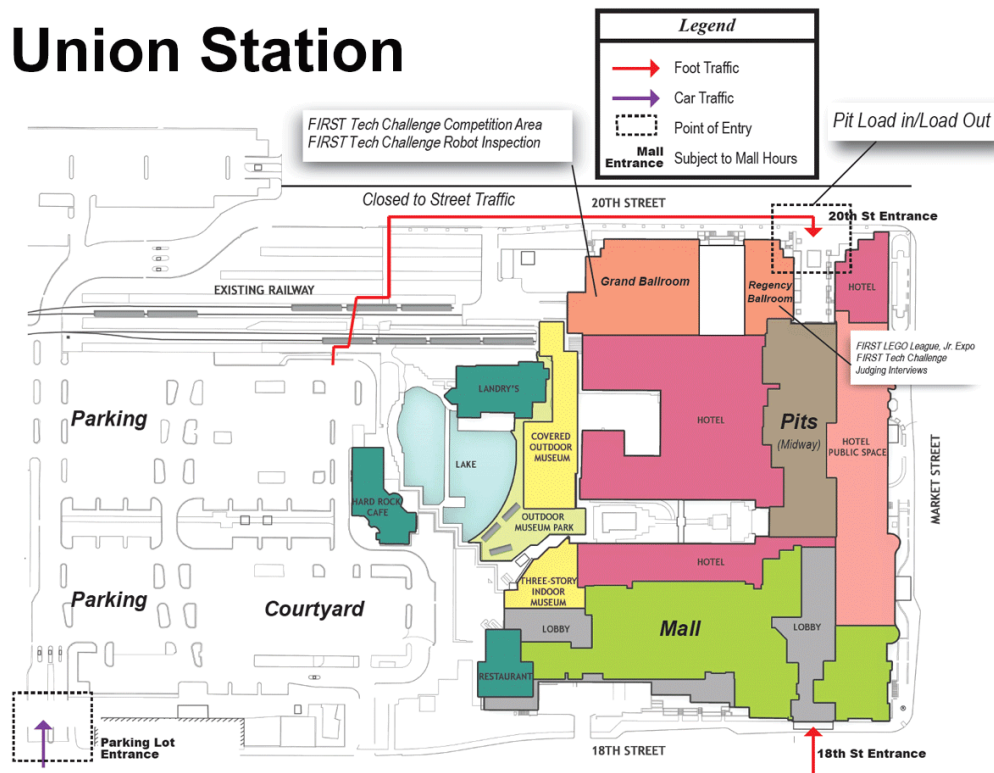 Union Station
Legend
Foot Traffic
Car Traffic
Point of Entry
Mall
Entrance
Subject to Mall Hours
FIRST Tech Challenge Competition Area
FIRST Tech Challenge Robot Inspection
Pit Load in/Load Out
Closed to Street Traffic
20TH STREET
20th St Entrance
EXISTING RAILWAY
Grand Ballroom
Regency
Ballroom
HOTEL
FIRST LEGO League, Jr. Expo
FIRST Tech Challenge
Judging Interviews
Parking
LANDRY'S
HOTEL
Pits
(Midway)
COVERED
OUTDOOR
MUSEUM
HOTEL
PUBLIC SPACE
LAKE
MARKET STREET
HARD ROCK
CAFE
OUTDOOR
MUSEUM PARK
HOTEL
THREE-STORY
INDOOR
MUSEUM
Parking
Courtyard
LOBBY
Mall
LOBBY
RESTAURANT
Parking Lot
Entrance
18TH STREET
18th St Entrance